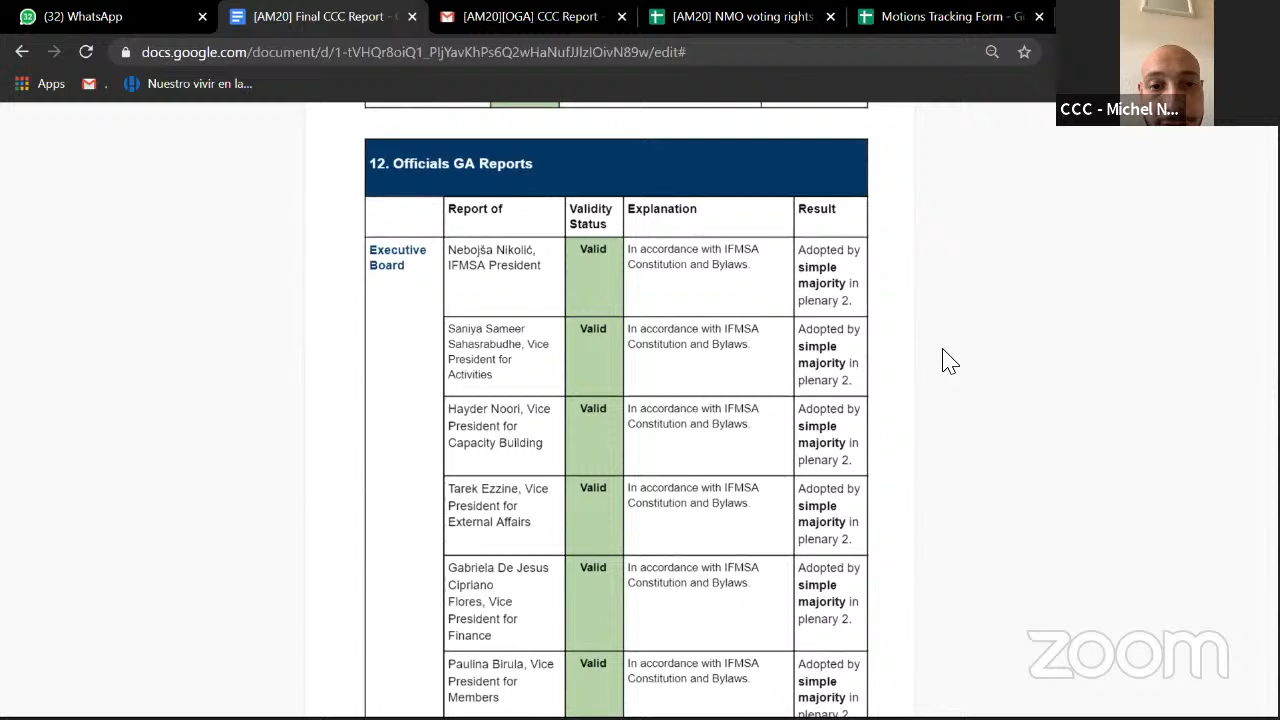 (32) WhatsApp
[AM20] Final CCC Report - G
[AM20][OGA] CCC Report -
[AM20] NMO voting rights
Motions Tracking Form - Go
docs.google.com/document/d/1-tVHQr8oiQ1_PljYavKhPs6Q2wHaNufJJlzIOivN89w/edit#
Apps
.
Nuestro vivir en la...
CCC - Michel N...
12. Officials GA Reports
Report of
Validity
Status
Explanation
Result
Executive
Board
Nebojša Nikolić,
IFMSA President
Valid
In accordance with IFMSA
Constitution and Bylaws.
Adopted by
simple
majority in
plenary 2.
Saniya Sameer
Sahasrabudhe, Vice
President for
Activities
Valid
In accordance with IFMSA
Constitution and Bylaws.
Adopted by
simple
majority in
plenary 2.
Hayder Noori, Vice
President for
Capacity Building
Valid
In accordance with IFMSA
Constitution and Bylaws.
Adopted by
simple
majority in
plenary 2.
Tarek Ezzine, Vice
President for
External Affairs
Valid
In accordance with IFMSA
Constitution and Bylaws.
Adopted by
simple
majority in
plenary 2.
Gabriela De Jesus
Cipriano
Flores, Vice
President for
Finance
Valid
In accordance with IFMSA
Constitution and Bylaws.
Adopted by
simple
majority in
plenary 2.
Paulina Birula, Vice
President for
Members
Valid
In accordance with IFMSA
Constitution and Bylaws.
Adopted by
simple
majority in
plenary 2.
zoom